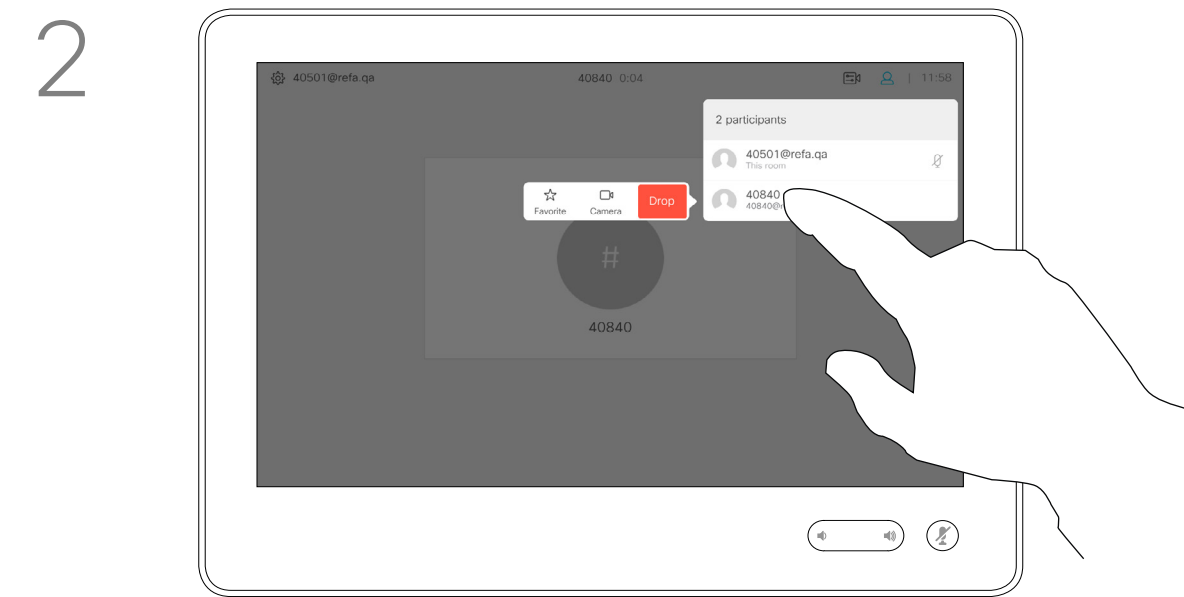 2
40501@refa.qa
40840 0:04
| 11:58
2 participants
40501@refa.qa
This room
40840
Favorite
Camera
Drop
#
40840